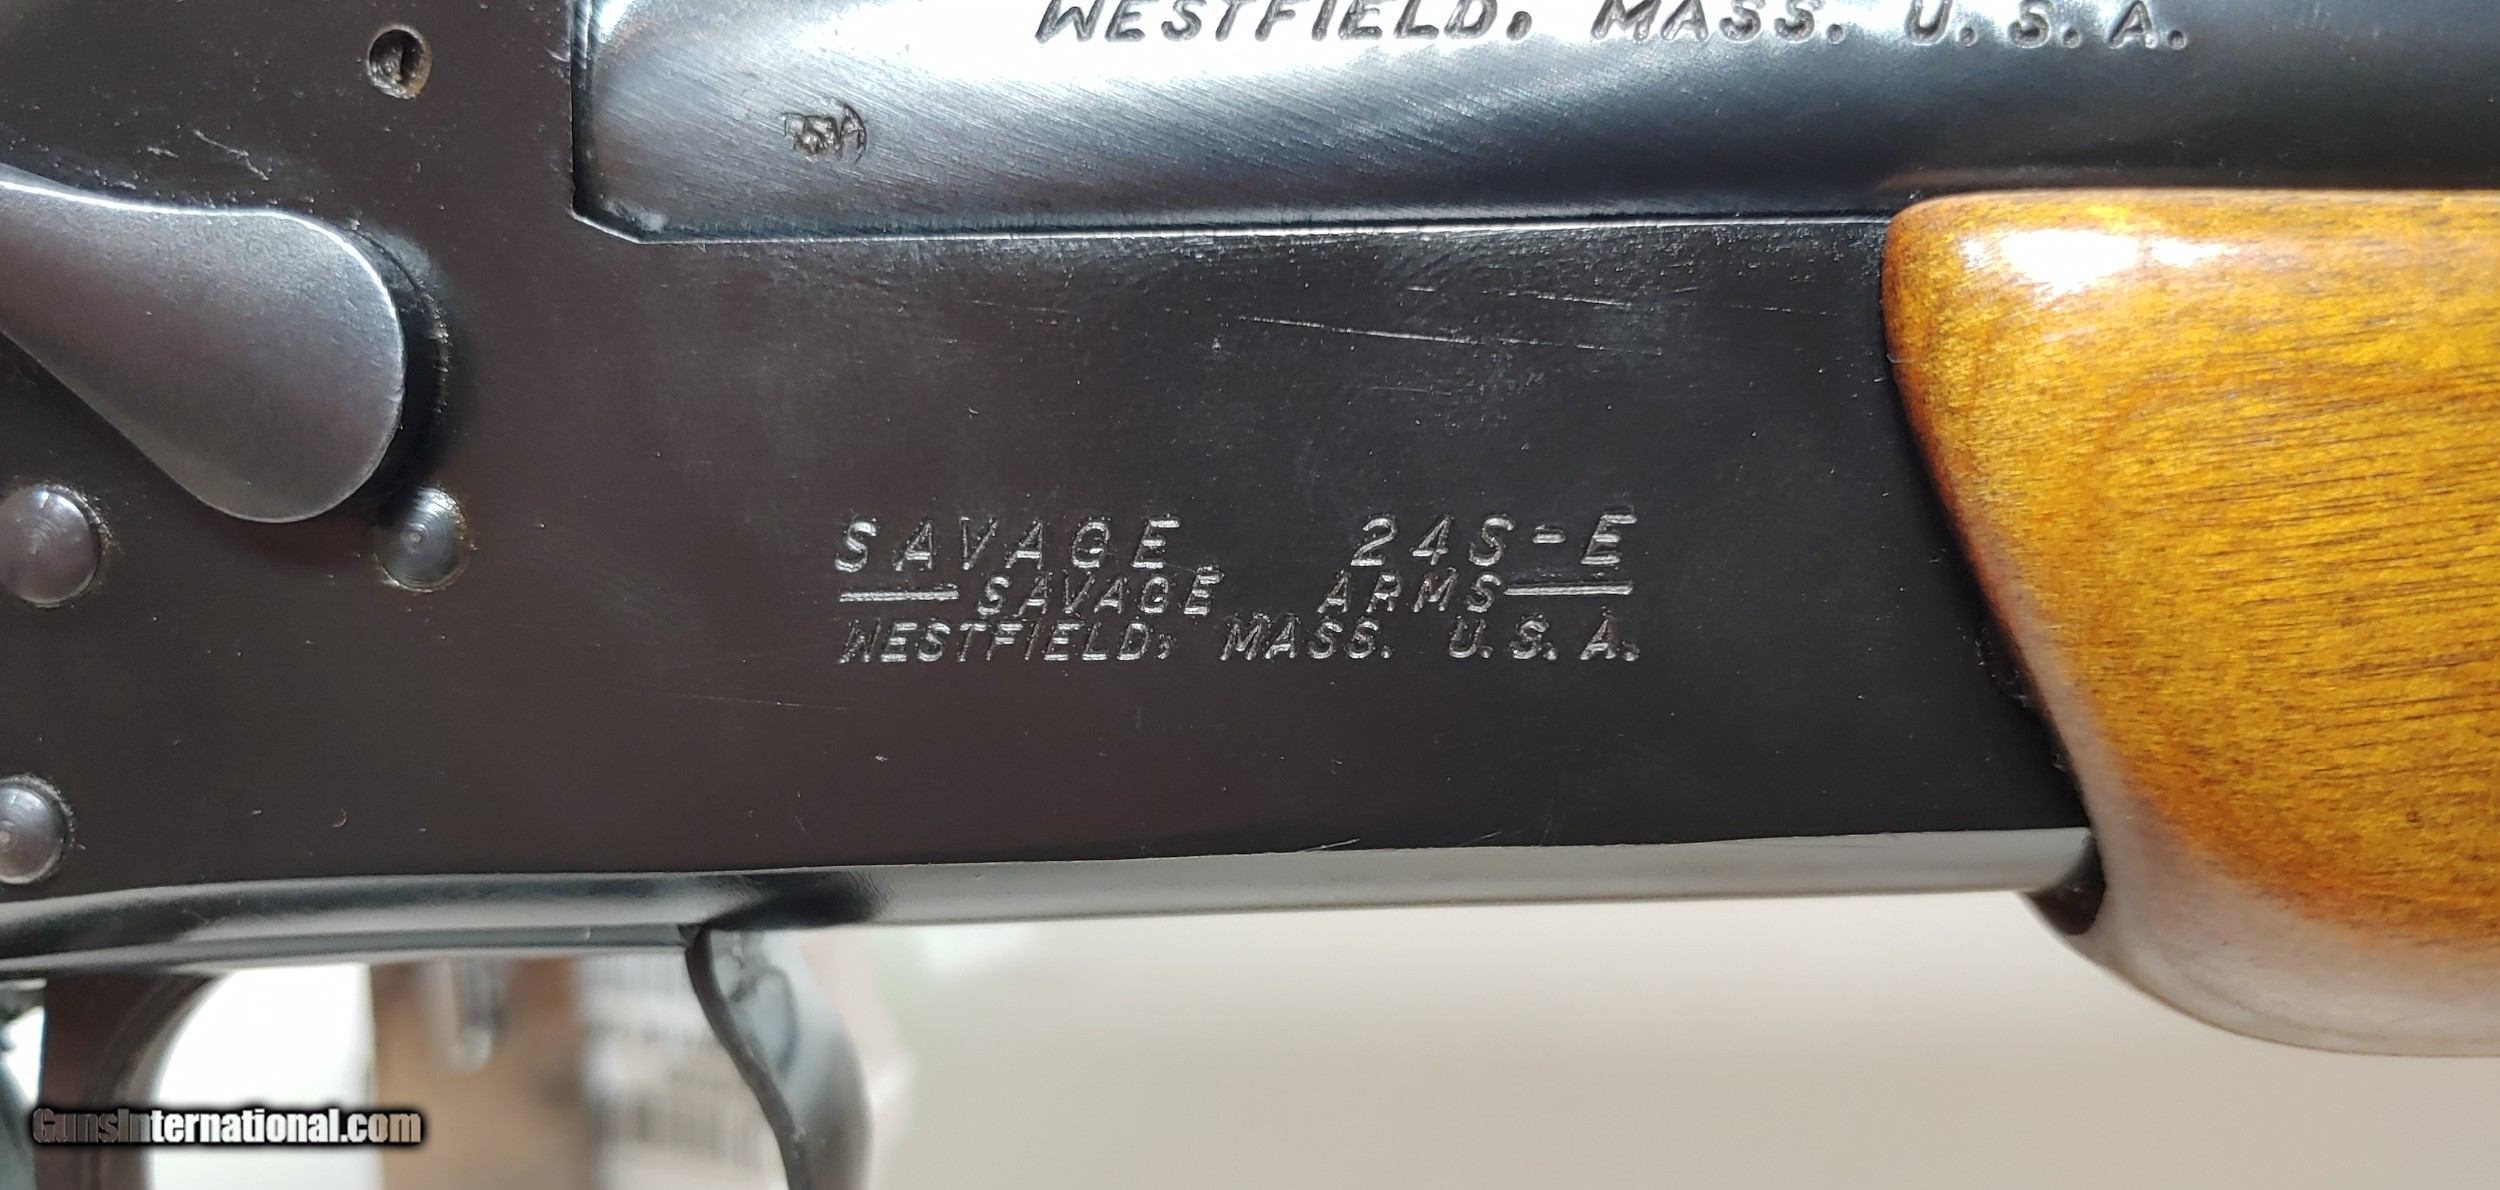 WESTFIELD, MASS. U.S.A.
SAVAGE 24S-E
SAVAGE ARMS
WESTFIELD, MASS. U.S.A.
GunsInternational.com